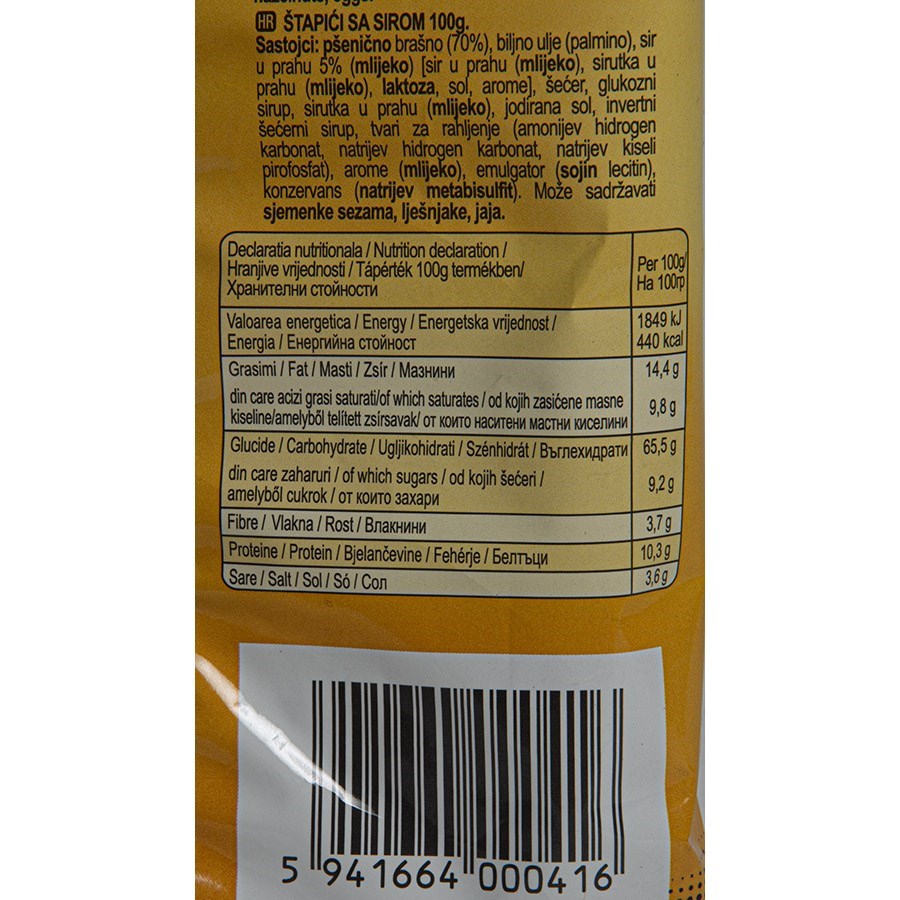 HR ŠTAPIĆI SA SIROM 100g.
Sastojci: pšenično brašno (70%), biljno ulje (palmino), sir
u prahu 5% (mlijeko) [sir u prahu (mlijeko), sirutka u
prahu (mlijeko), laktoza, sol, arome], šećer, glukozni
sirup, sirutka u prahu (mlijeko), jodirana sol, invertni
šećerni sirup, tvari za rahljenje (amonijev hidrogen
karbonat, natrijev hidrogen karbonat, natrijev kiseli
pirofosfat), arome (mlijeko), emulgator (sojin lecitin),
konzervans (natrijev metabisulfit). Može sadržavati
sjemenke sezama, lješnjake, jaja.
Declaratia nutritionala / Nutrition declaration /
Hranjive vrijednosti / Tápérték 100g termékben/
Хранителни стойности
Per 100g/
На 100гр
Valoarea energetica / Energy / Energetska vrijednost /
Energia / Енергийна стойност
1849 kJ
440 kcal
Grasimi / Fat / Masti / Zsír / Мазнини 14,4 g
din care acizi grasi saturati/of which saturates / od kojih zasićene masne
kiseline/amelyből telített zsírsavak/ от които наситени мастни киселини
9,8 g
Glucide / Carbohydrate / Ugljikohidrati / Szénhidrát / Въглехидрати 65,5 g
din care zaharuri / of which sugars / od kojih šećeri /
amelyből cukrok / от които захари
9,2 g
Fibre / Vlakna / Rost / Влакнини 3,7 g
Proteine / Protein / Bjelančevine / Fehérje / Белтъци 10,3 g
Sare / Salt / Sol / Só / Сол 3,6 g
5 941664 000416